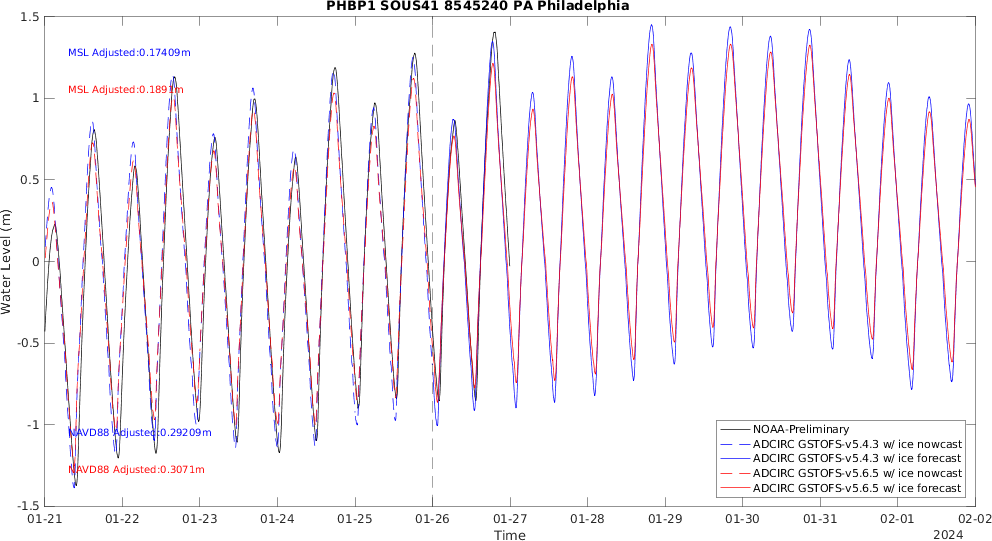 PHBP1 SOUS41 8545240 PA Philadelphia
1.5
1
0.5
0
-0.5
-1
-1.5
Water Level (m)
MSL Adjusted:0.17409m
MSL Adjusted:0.1891m
NAVD88 Adjusted:0.29209m
NAVD88 Adjusted:0.3071m
NOAA-Preliminary
ADCIRC GSTOFS-v5.4.3 w/ ice nowcast
ADCIRC GSTOFS-v5.4.3 w/ ice forecast
ADCIRC GSTOFS-v5.6.5 w/ ice nowcast
ADCIRC GSTOFS-v5.6.5 w/ ice forecast
01-21 01-22 01-23 01-24 01-25 01-26 01-27 01-28 01-29 01-30 01-31 02-01 02-02
Time
2024